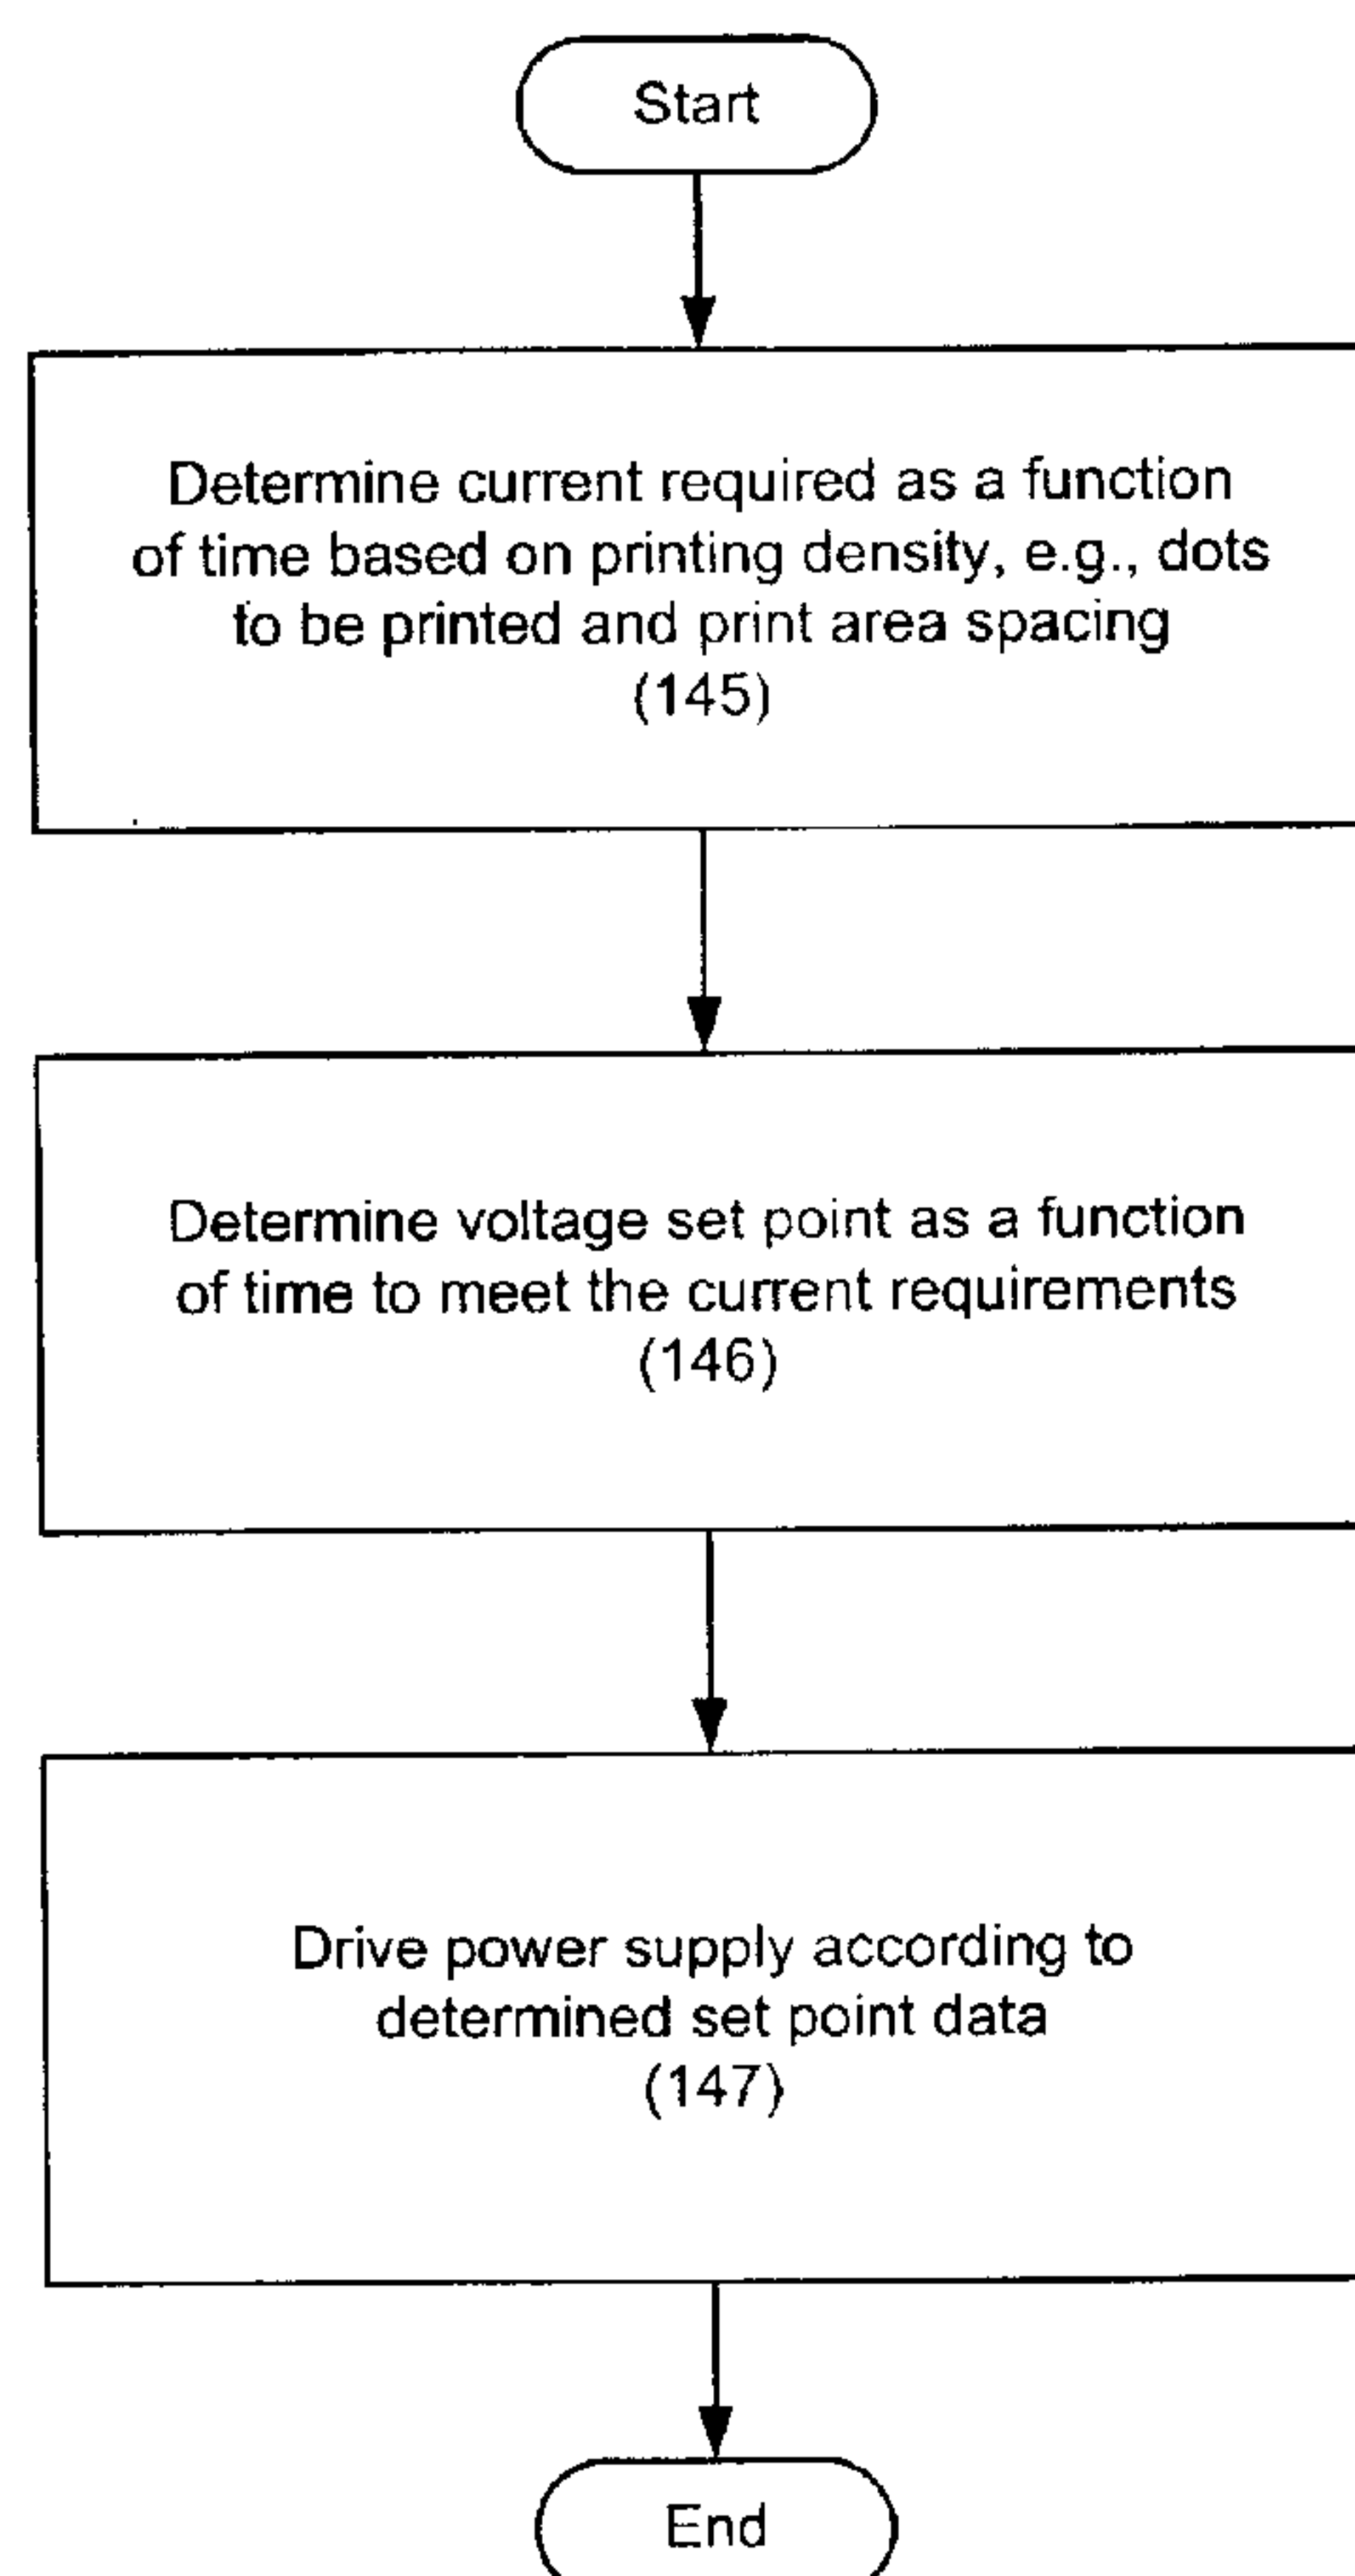 Start
Determine current required as a function
of time based on printing density, e.g., dots
to be printed and print area spacing
(145)
Determine voltage set point as a function
of time to meet the current requirements
(146)
Drive power supply according to
determined set point data
(147)
End